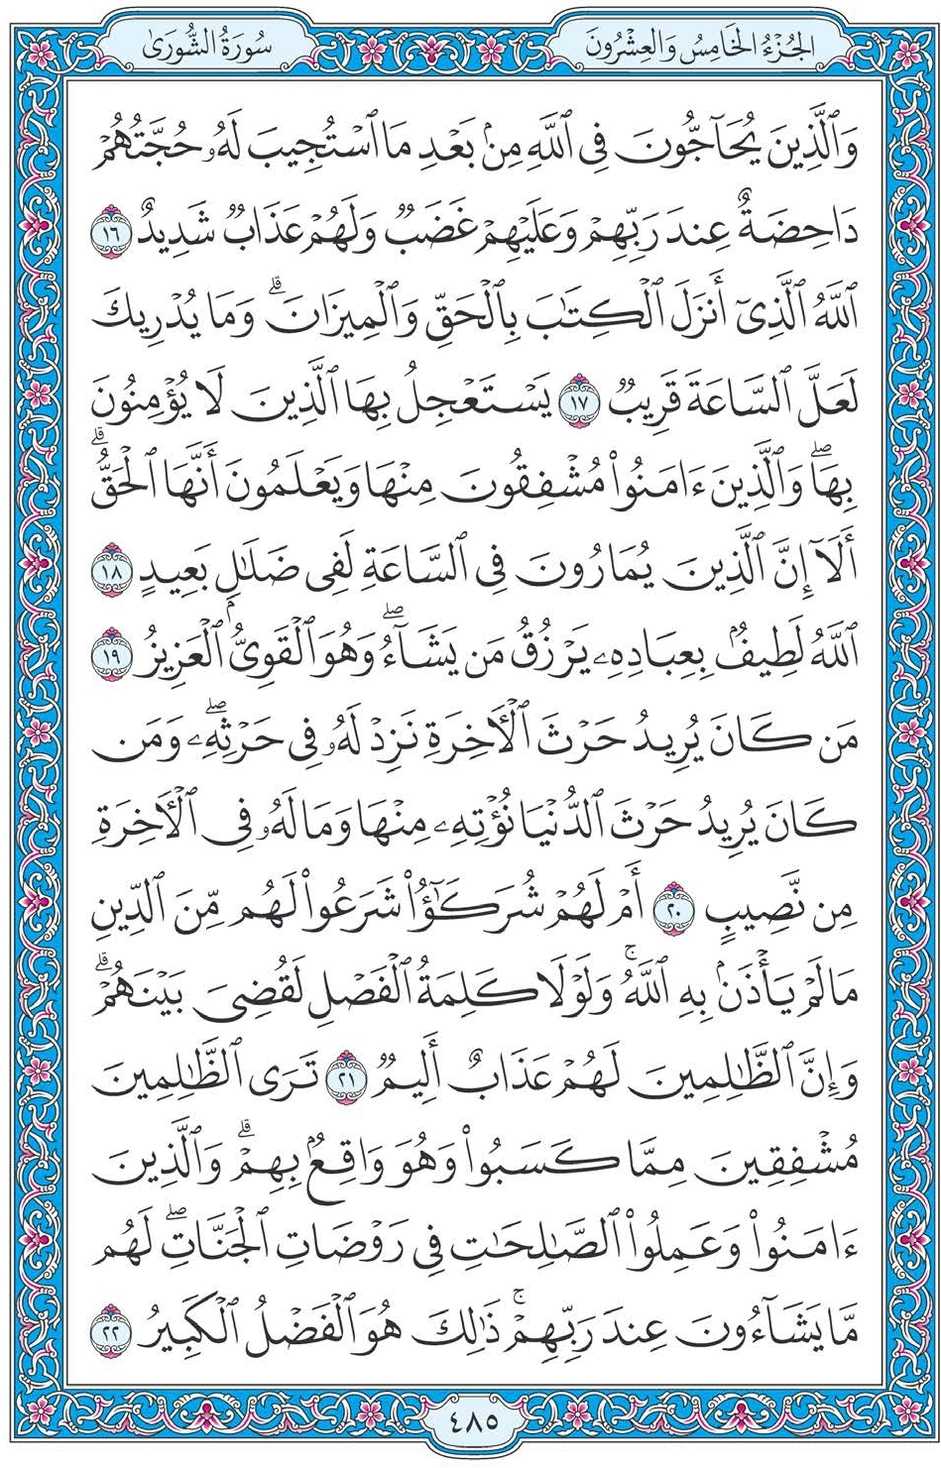 الجُزْءُ الخَامِسُ وَالعِشْرُونَ
سُورَةُ الشُّورَىٰ
وَٱلَّذِينَ يُحَآجُّونَ فِى ٱللَّهِ مِنۢ بَعْدِ مَا ٱسْتُجِيبَ لَهُۥ حُجَّتُهُمْ
دَاحِضَةٌ عِندَ رَبِّهِمْ وَعَلَيْهِمْ غَضَبٌ وَلَهُمْ عَذَابٌ شَدِيدٌ ١٦
ٱللَّهُ ٱلَّذِىٓ أَنزَلَ ٱلْكِتَٰبَ بِٱلْحَقِّ وَٱلْمِيزَانَ ۗ وَمَا يُدْرِيكَ
لَعَلَّ ٱلسَّاعَةَ قَرِيبٌ ١٧ يَسْتَعْجِلُ بِهَا ٱلَّذِينَ لَا يُؤْمِنُونَ
بِهَا ۖ وَٱلَّذِينَ ءَامَنُوا۟ مُشْفِقُونَ مِنْهَا وَيَعْلَمُونَ أَنَّهَا ٱلْحَقُّ ۗ
أَلَآ إِنَّ ٱلَّذِينَ يُمَارُونَ فِى ٱلسَّاعَةِ لَفِى ضَلَٰلٍۭ بَعِيدٍ ١٨
ٱللَّهُ لَطِيفٌۢ بِعِبَادِهِۦ يَرْزُقُ مَن يَشَآءُ ۖ وَهُوَ ٱلْقَوِىُّ ٱلْعَزِيزُ ١٩
مَن كَانَ يُرِيدُ حَرْثَ ٱلْءَاخِرَةِ نَزِدْ لَهُۥ فِى حَرْثِهِۦ ۖ وَمَن
كَانَ يُرِيدُ حَرْثَ ٱلدُّنْيَا نُؤْتِهِۦ مِنْهَا وَمَا لَهُۥ فِى ٱلْءَاخِرَةِ
مِن نَّصِيبٍ ٢٠ أَمْ لَهُمْ شُرَكَٰٓؤُا۟ شَرَعُوا۟ لَهُم مِّنَ ٱلدِّينِ
مَا لَمْ يَأْذَنۢ بِهِ ٱللَّهُ ۚ وَلَوْلَا كَلِمَةُ ٱلْفَصْلِ لَقُضِىَ بَيْنَهُمْ ۗ
وَإِنَّ ٱلظَّٰلِمِينَ لَهُمْ عَذَابٌ أَلِيمٌ ٢١ تَرَى ٱلظَّٰلِمِينَ
مُشْفِقِينَ مِمَّا كَسَبُوا۟ وَهُوَ وَاقِعٌۢ بِهِمْ ۗ وَٱلَّذِينَ
ءَامَنُوا۟ وَعَمِلُوا۟ ٱلصَّٰلِحَٰتِ فِى رَوْضَاتِ ٱلْجَنَّاتِ ۖ لَهُم
مَّا يَشَآءُونَ عِندَ رَبِّهِمْ ۚ ذَٰلِكَ هُوَ ٱلْفَضْلُ ٱلْكَبِيرُ ٢٢
٤٨٥